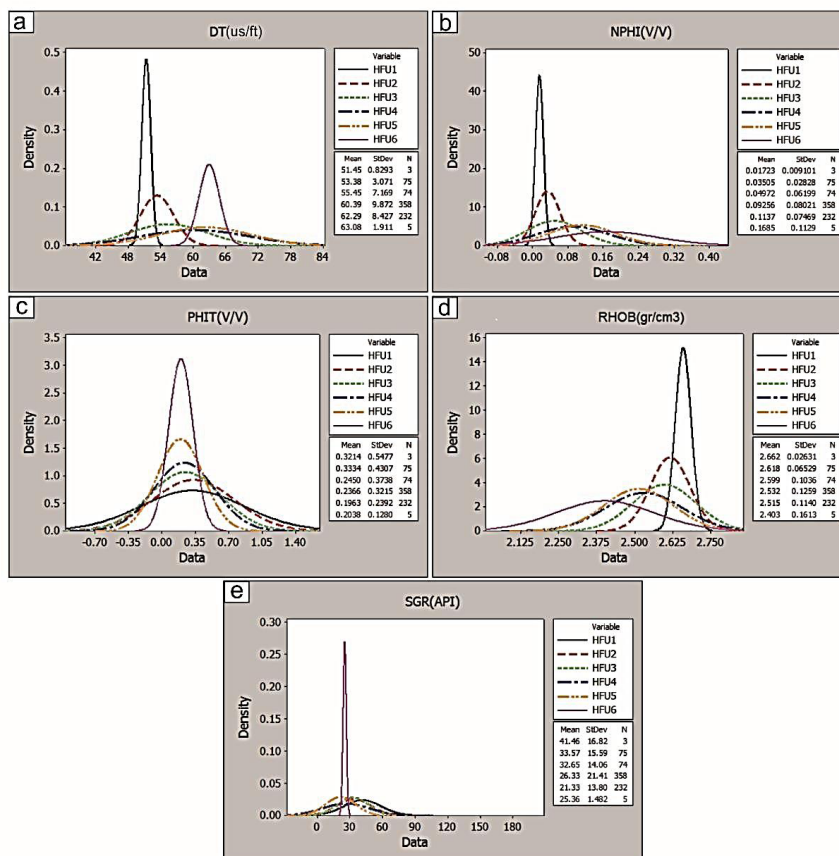 a
DT(us/ft)
0.5
0.4
0.3
0.2
0.1
0.0
Density
42 48 54 60 66 72 78 84
Data
Variable
HFU1
HFU2
HFU3
HFU4
HFU5
HFU6
Mean StDev N
51.45 0.8293 3
53.38 3.071 75
55.45 7.169 74
60.39 9.872 358
62.29 8.427 232
63.08 1.911 5
b
NPHI(V/V)
50
40
30
20
10
0
Density
-0.08 0.00 0.08 0.16 0.24 0.32 0.40
Data
Variable
HFU1
HFU2
HFU3
HFU4
HFU5
HFU6
Mean StDev N
0.01723 0.009101 3
0.03505 0.02828 75
0.04972 0.06199 74
0.09256 0.08021 358
0.1137 0.07469 232
0.1685 0.1129 5
c
PHIT(V/V)
3.5
3.0
2.5
2.0
1.5
1.0
0.5
0.0
Density
-0.70 -0.35 0.00 0.35 0.70 1.05 1.40
Data
Variable
HFU1
HFU2
HFU3
HFU4
HFU5
HFU6
Mean StDev N
0.3214 0.5477 3
0.3334 0.4307 75
0.2450 0.3738 74
0.2366 0.3215 358
0.1963 0.2392 232
0.2038 0.1280 5
d
RHOB(gr/cm3)
16
14
12
10
8
6
4
2
0
Density
2.125 2.250 2.375 2.500 2.625 2.750
Data
Variable
HFU1
HFU2
HFU3
HFU4
HFU5
HFU6
Mean StDev N
2.662 0.02631 3
2.618 0.06529 75
2.599 0.1036 74
2.532 0.1259 358
2.515 0.1140 232
2.403 0.1613 5
e
SGR(API)
0.30
0.25
0.20
0.15
0.10
0.05
0.00
Density
0 30 60 90 120 150 180
Data
Variable
HFU1
HFU2
HFU3
HFU4
HFU5
HFU6
Mean StDev N
41.46 16.82 3
33.57 15.59 75
32.65 14.06 74
26.33 21.41 358
21.33 13.80 232
25.36 1.482 5